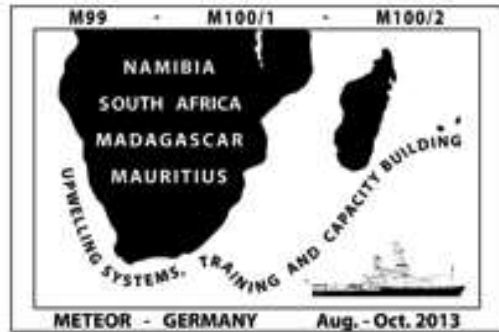 M99 - M100/1 - M100/2
NAMIBIA
SOUTH AFRICA
MADAGASCAR
MAURITIUS
UPWELLING SYSTEMS, TRAINING AND CAPACITY BUILDING
METEOR - GERMANY Aug. - Oct. 2013